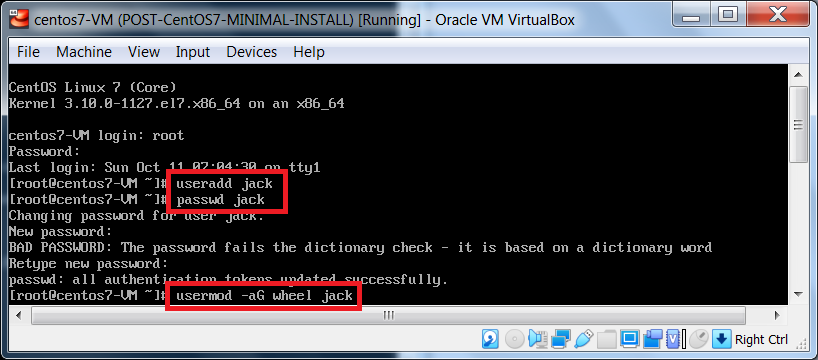 centos7-VM (POST-CentOS7-MINIMAL-INSTALL) [Running] - Oracle VM VirtualBox
File Machine View Input Devices Help
CentOS Linux 7 (Core)
Kernel 3.10.0-1127.el7.x86_64 on an x86_64
centos7-VM login: root
Password:
Last login: Sun Oct 11 02:04:30 on tty1
[root@centos7-VM ~]# useradd jack
[root@centos7-VM ~]# passwd jack
Changing password for user jack.
New password:
BAD PASSWORD: The password fails the dictionary check - it is based on a dictionary word
Retype new password:
passwd: all authentication tokens updated successfully.
[root@centos7-VM ~]# usermod -aG wheel jack
Right Ctrl